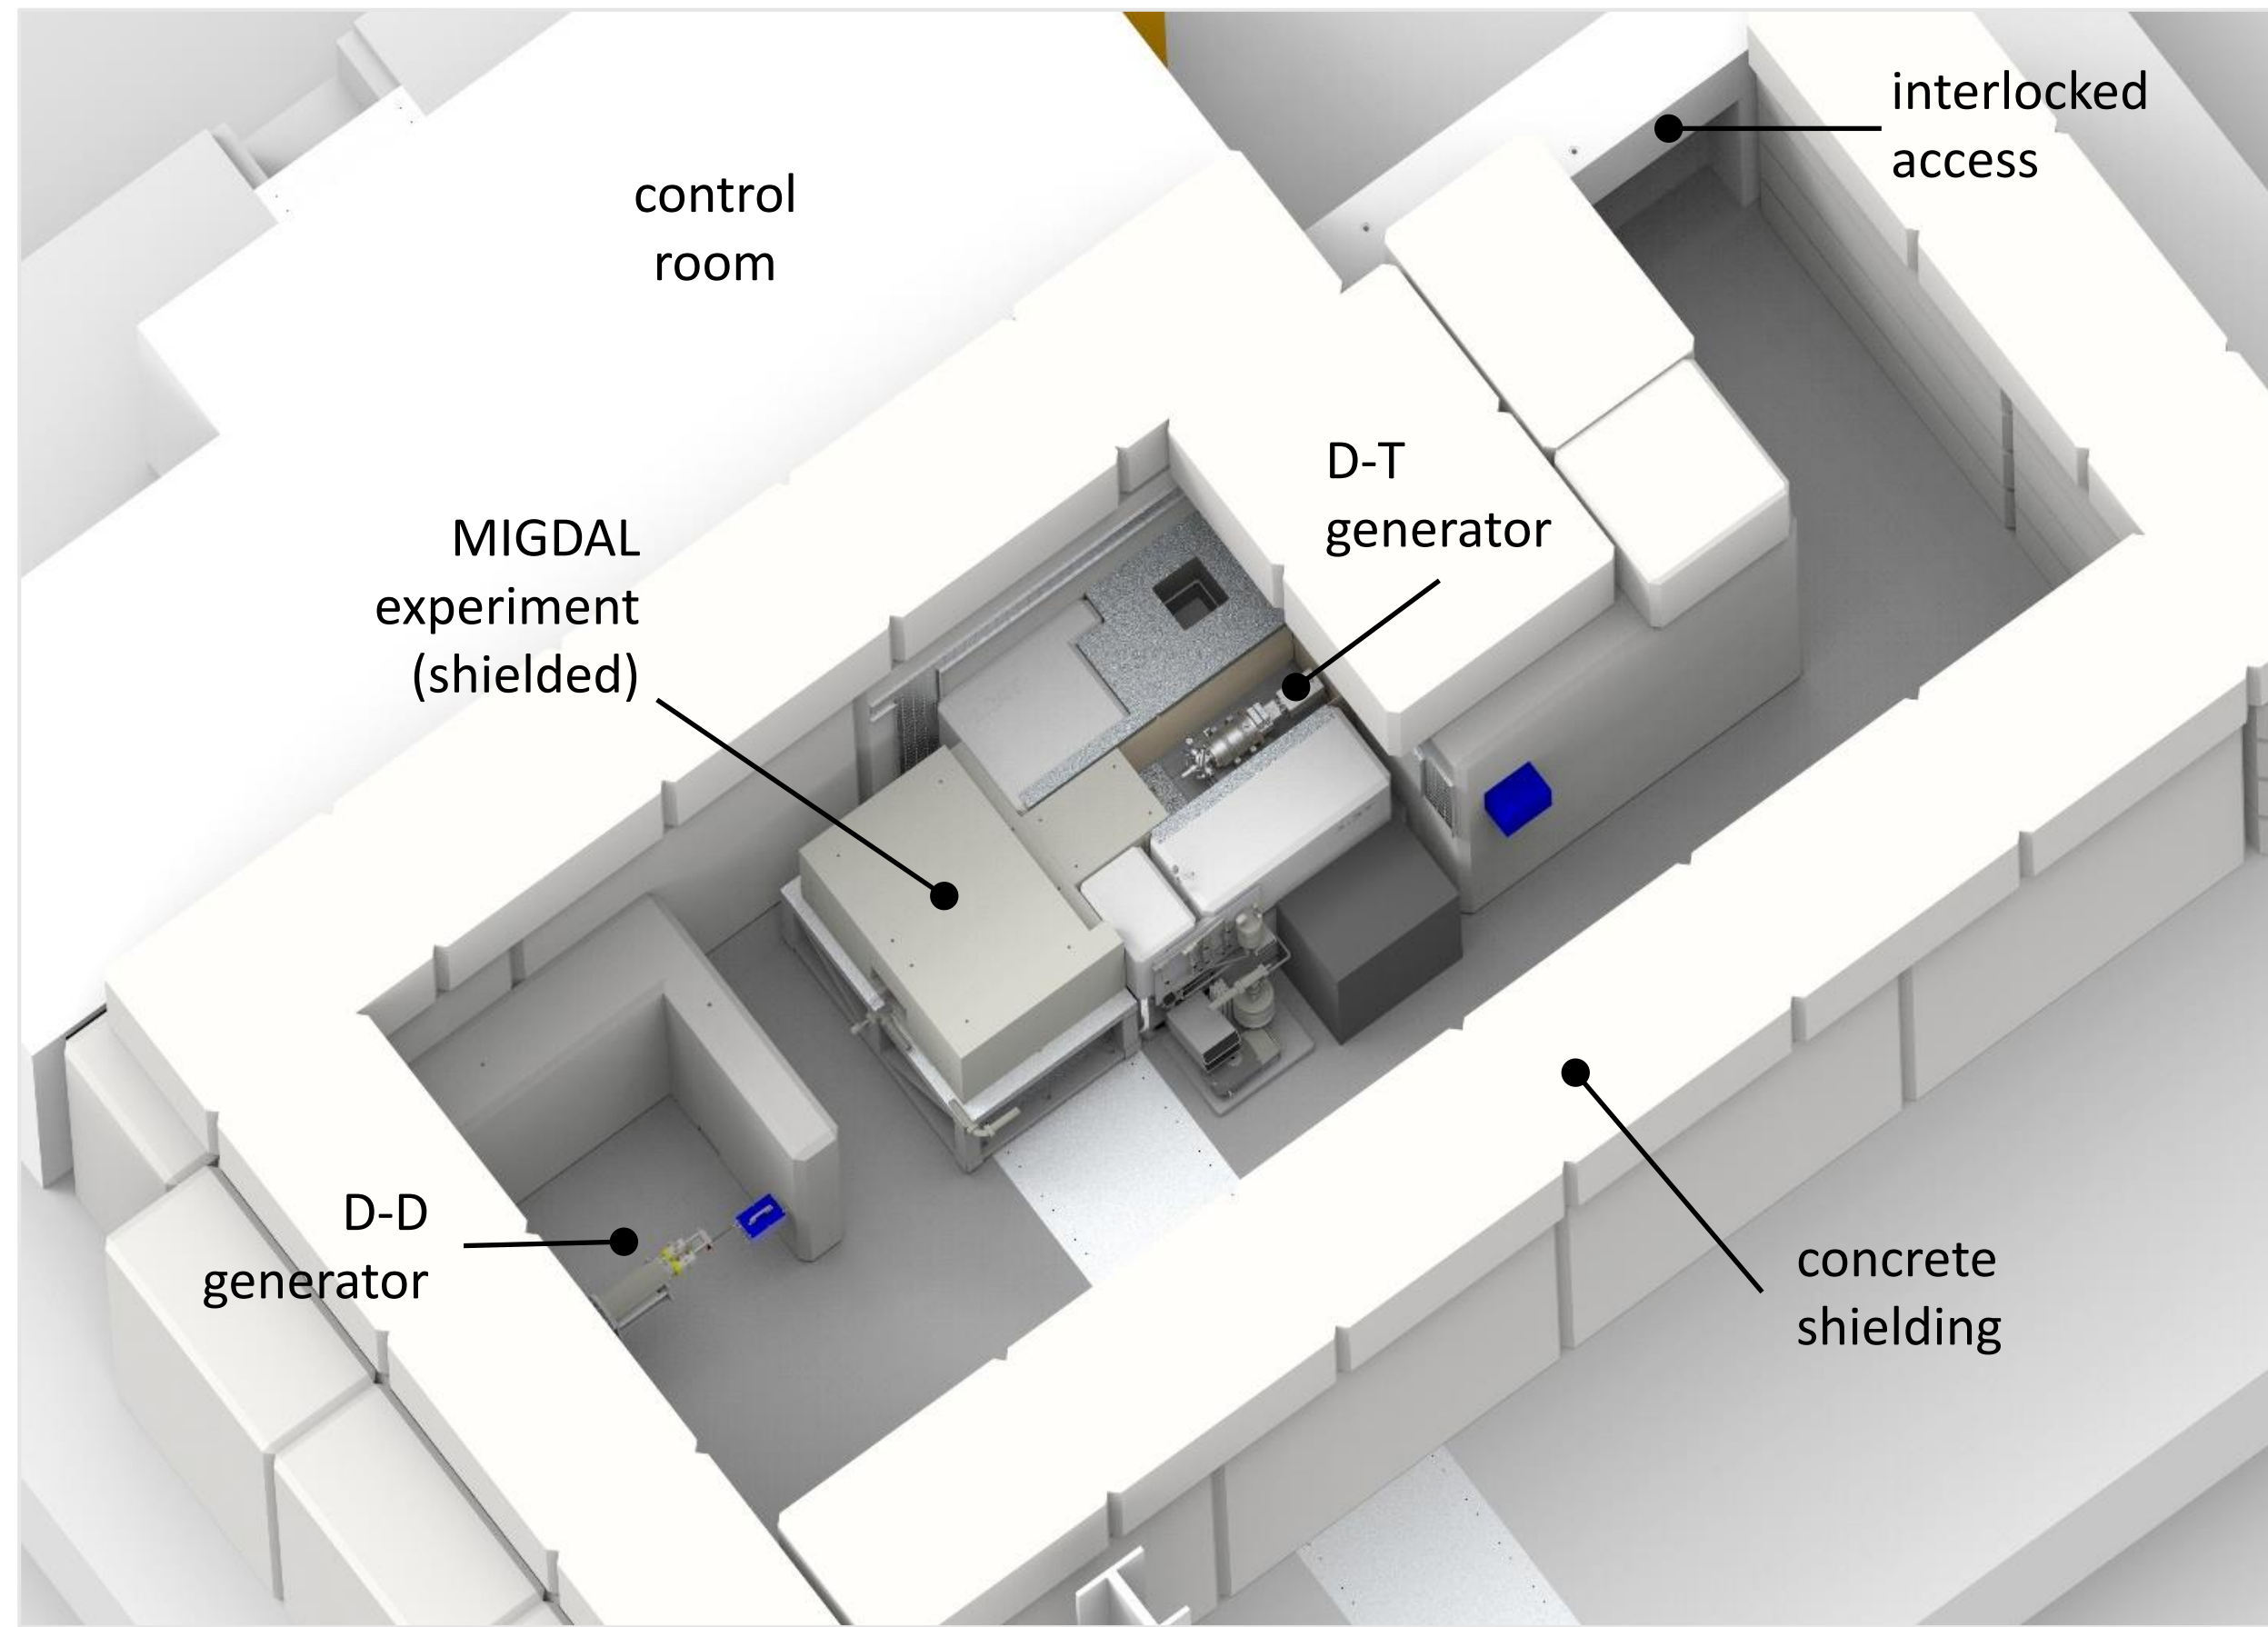 interlocked
access
control
room
D-T
generator
MIGDAL
experiment
(shielded)
D-D
generator
concrete
shielding